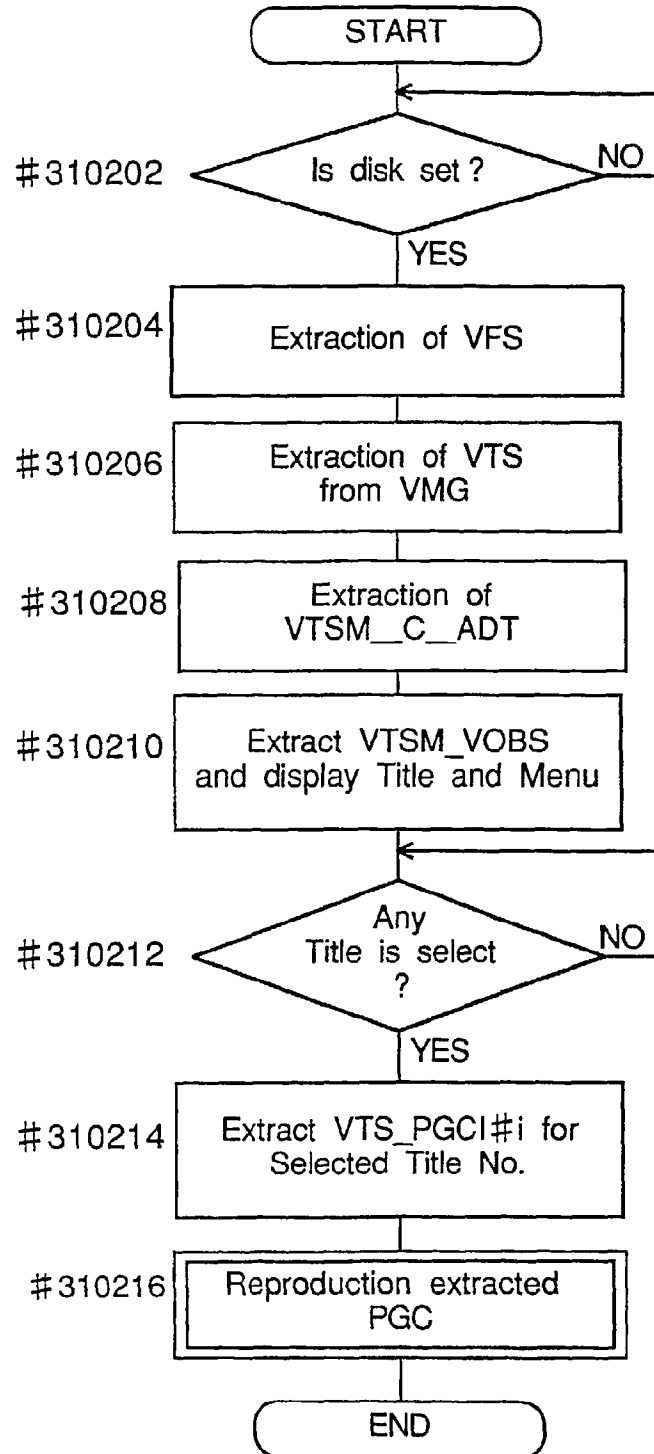 START
#310202
Is disk set ?
NO
YES
#310204
Extraction of VFS
#310206
Extraction of VTS
from VMG
#310208
Extraction of
VTSM__C__ADT
#310210
Extract VTSM_VOBS
and display Title and Menu
#310212
Any
Title is select
?
NO
YES
#310214
Extract VTS_PGCI#i for
Selected Title No.
#310216
Reproduction extracted
PGC
END